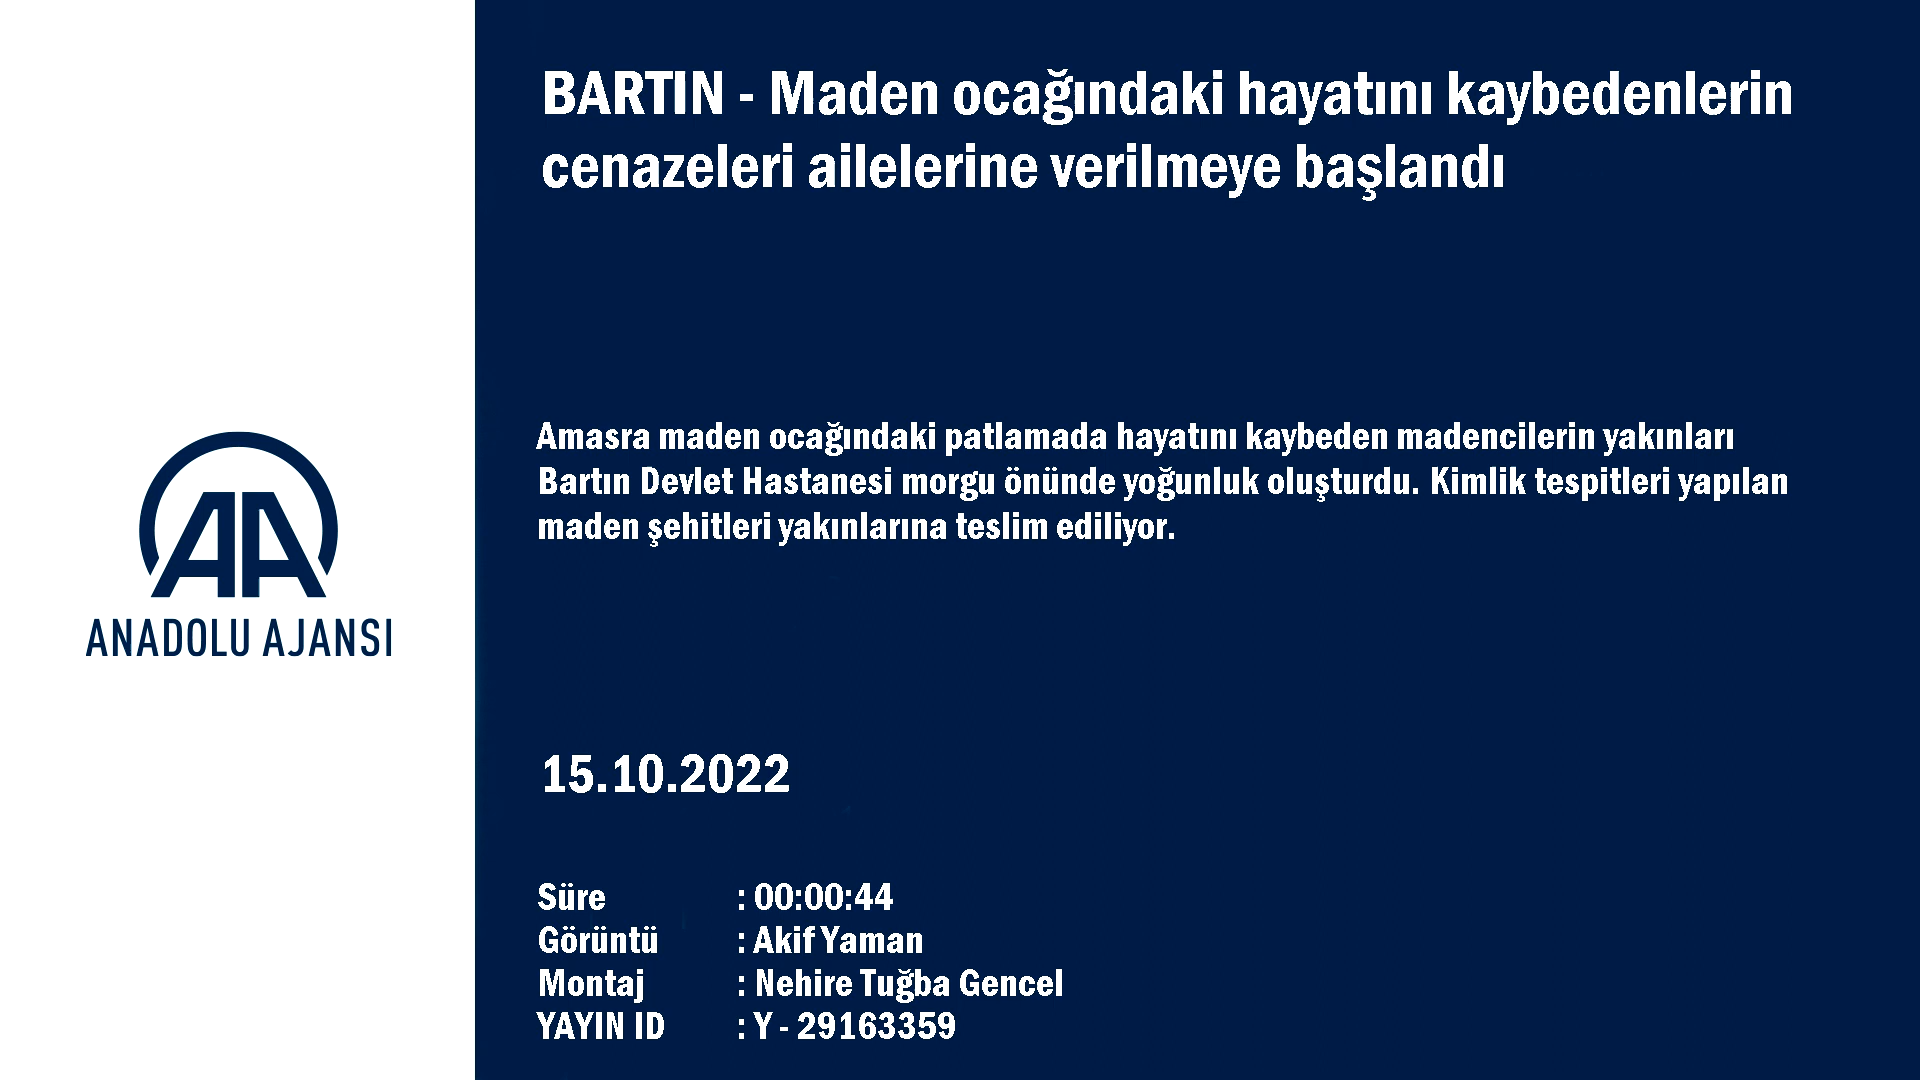 BARTIN - Maden ocağındaki hayatını kaybedenlerin
cenazeleri ailelerine verilmeye başlandı
Amasra maden ocağındaki patlamada hayatını kaybeden madencilerin yakınları
Bartın Devlet Hastanesi morgu önünde yoğunluk oluşturdu. Kimlik tespitleri yapılan
maden şehitleri yakınlarına teslim ediliyor.
AA
ANADOLU AJANSI
15.10.2022
Süre : 00:00:44
Görüntü : Akif Yaman
Montaj : Nehire Tuğba Gencel
YAYIN ID : Y - 29163359